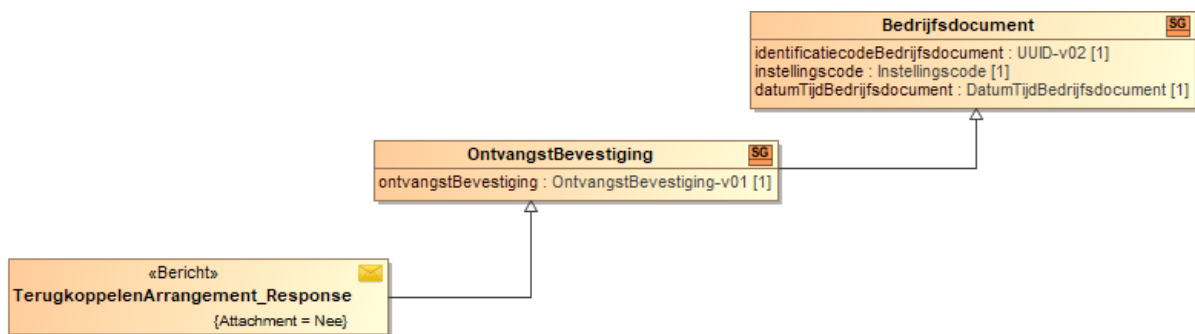 Bedrijfsdocument SG
identificatiecodeBedrijfsdocument : UUID-v02 [1]
instellingscode : Instellingscode [1]
datumTijdBedrijfsdocument : DatumTijdBedrijfsdocument [1]
OntvangstBevestiging SG
ontvangstBevestiging : OntvangstBevestiging-v01 [1]
«Bericht»
TerugkoppelenArrangement_Response
{Attachment = Nee}